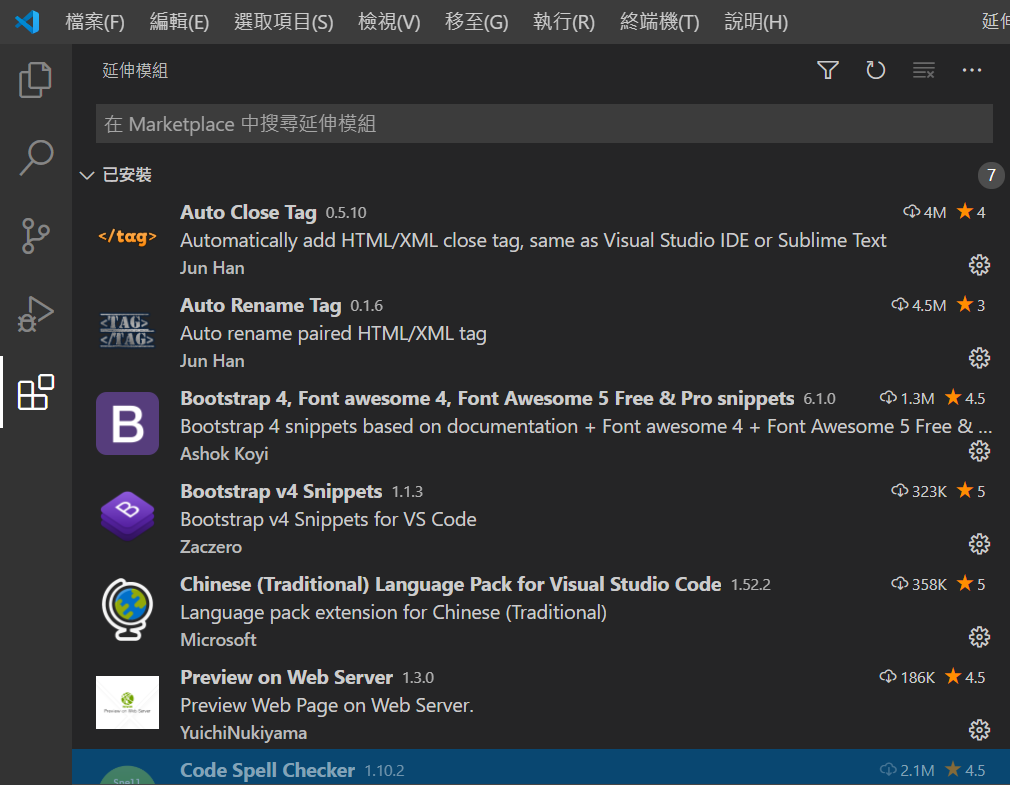 檔案(F) 編輯(E) 選取項目(S) 檢視(V) 移至(G) 執行(R) 終端機(T) 說明(H) 延伸
延伸模組
在 Marketplace 中搜尋延伸模組
已安裝 7
Auto Close Tag 0.5.10 4M 4
</tag>
Automatically add HTML/XML close tag, same as Visual Studio IDE or Sublime Text
Jun Han
Auto Rename Tag 0.1.6 4.5M 3
<TAG>
</TAG>
Auto rename paired HTML/XML tag
Jun Han
Bootstrap 4, Font awesome 4, Font Awesome 5 Free & Pro snippets 6.1.0 1.3M 4.5
B
Bootstrap 4 snippets based on documentation + Font awesome 4 + Font Awesome 5 Free & ...
Ashok Koyi
Bootstrap v4 Snippets 1.1.3 323K 5
B
Bootstrap v4 Snippets for VS Code
Zaczero
Chinese (Traditional) Language Pack for Visual Studio Code 1.52.2 358K 5
Language pack extension for Chinese (Traditional)
Microsoft
Preview on Web Server 1.3.0 186K 4.5
Preview on Web Server
Preview Web Page on Web Server.
YuichiNukiyama
Code Spell Checker 1.10.2 2.1M 4.5
Spell